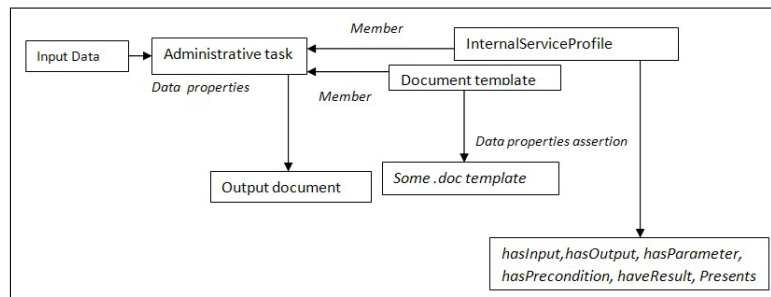 Member
InternalServiceProfile
Input Data
Administrative task
Data properties
Member
Document template
Data properties assertion
Output document
Some .doc template
hasInput,hasOutput, hasParameter,
hasPrecondition, haveResult, Presents